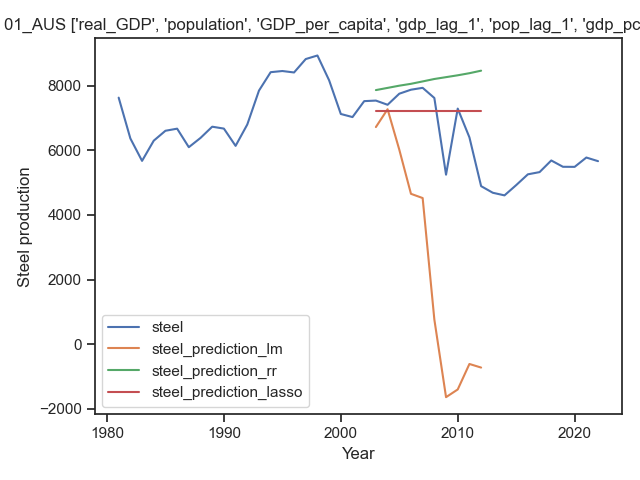 01_AUS ['real_GDP', 'population', 'GDP_per_capita', 'gdp_lag_1', 'pop_lag_1', 'gdp_pc
8000
6000
4000
2000
0
−2000
Steel production
steel
steel_prediction_lm
steel_prediction_rr
steel_prediction_lasso
1980 1990 2000 2010 2020
Year